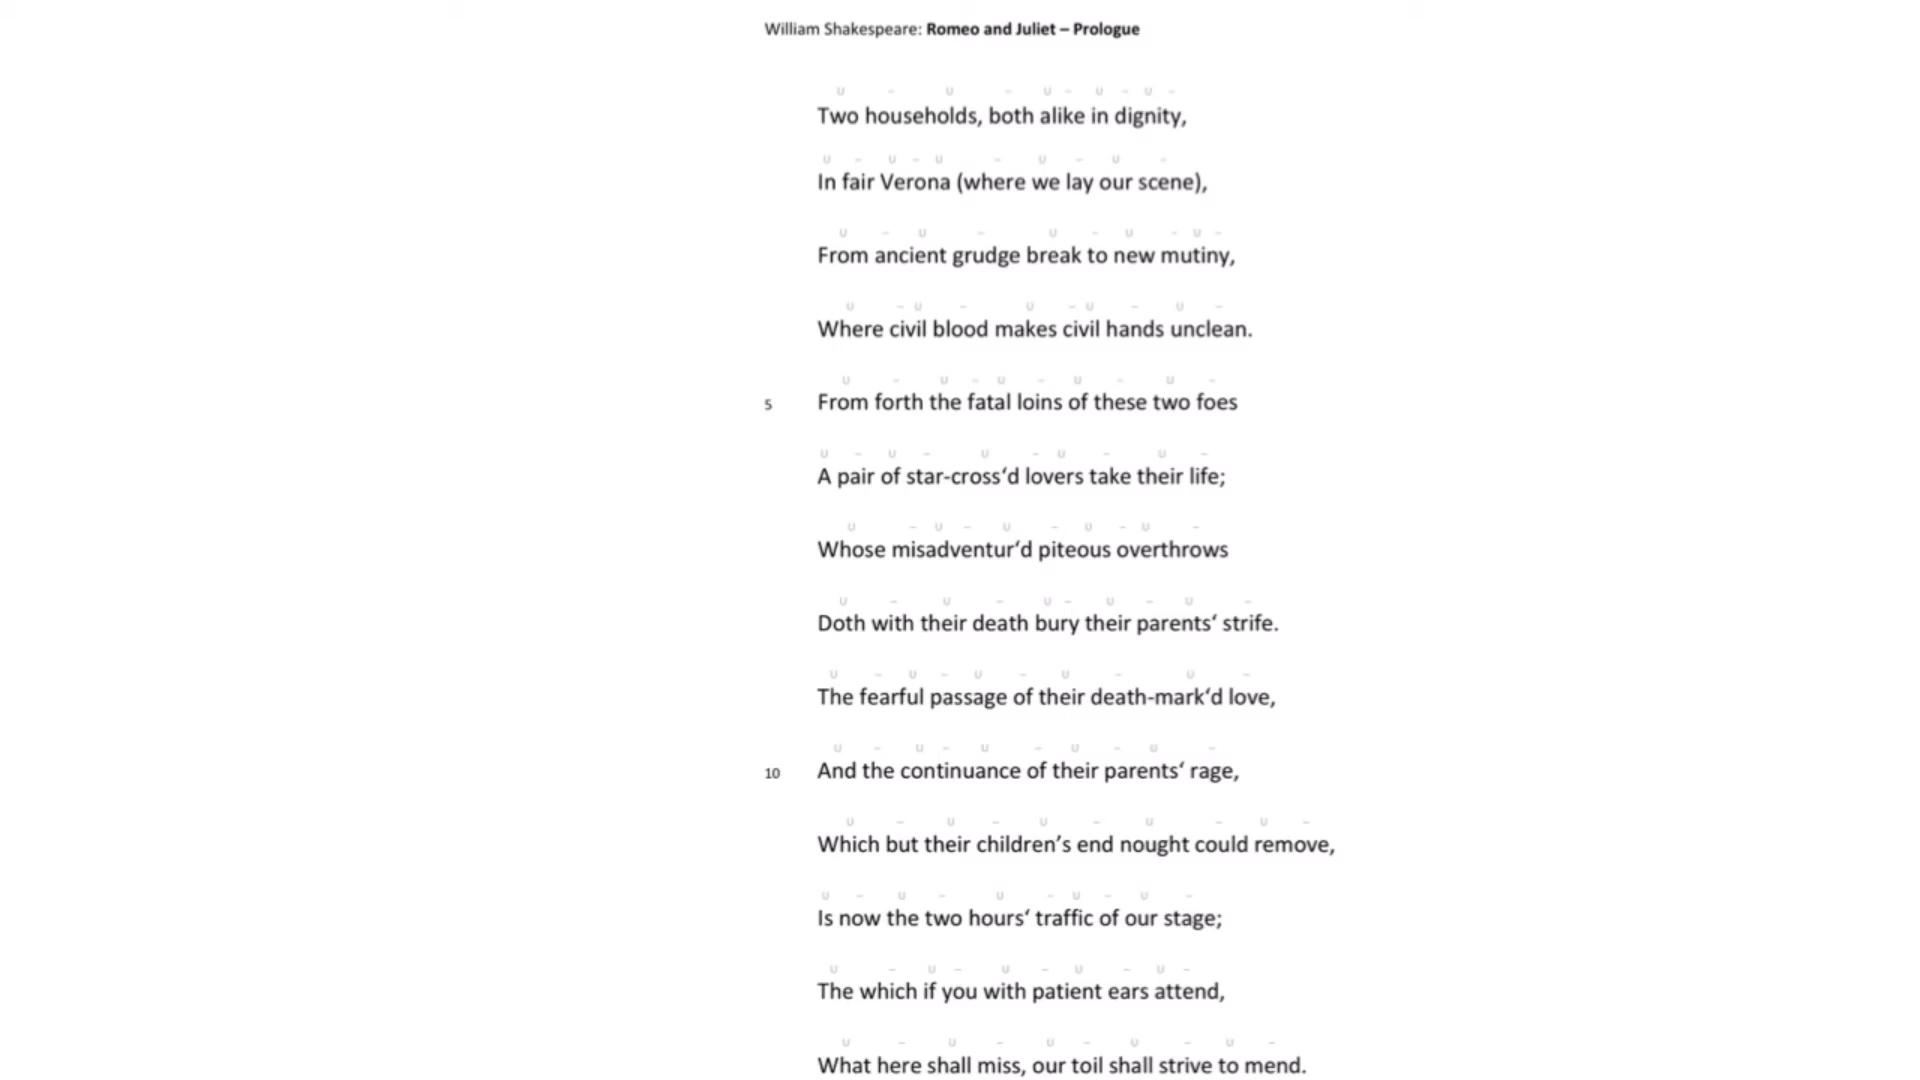 William Shakespeare: Romeo and Juliet – Prologue
u - u - u - u - u -
Two households, both alike in dignity,
u - u - u - u - u -
In fair Verona (where we lay our scene),
u - u - u - u - u -
From ancient grudge break to new mutiny,
u - u - u - u - u -
Where civil blood makes civil hands unclean.
u - u - u - u - u -
5 From forth the fatal loins of these two foes
u - u - u - u - u -
A pair of star-cross‘d lovers take their life;
u - u - u - u - u -
Whose misadventur‘d piteous overthrows
u - u - u - u - u -
Doth with their death bury their parents‘ strife.
u - u - u - u - u -
The fearful passage of their death-mark‘d love,
u - u - u - u - u -
10 And the continuance of their parents‘ rage,
u - u - u - u - u -
Which but their children’s end nought could remove,
u - u - u - u - u -
Is now the two hours‘ traffic of our stage;
u - u - u - u - u -
The which if you with patient ears attend,
u - u - u - u - u -
What here shall miss, our toil shall strive to mend.